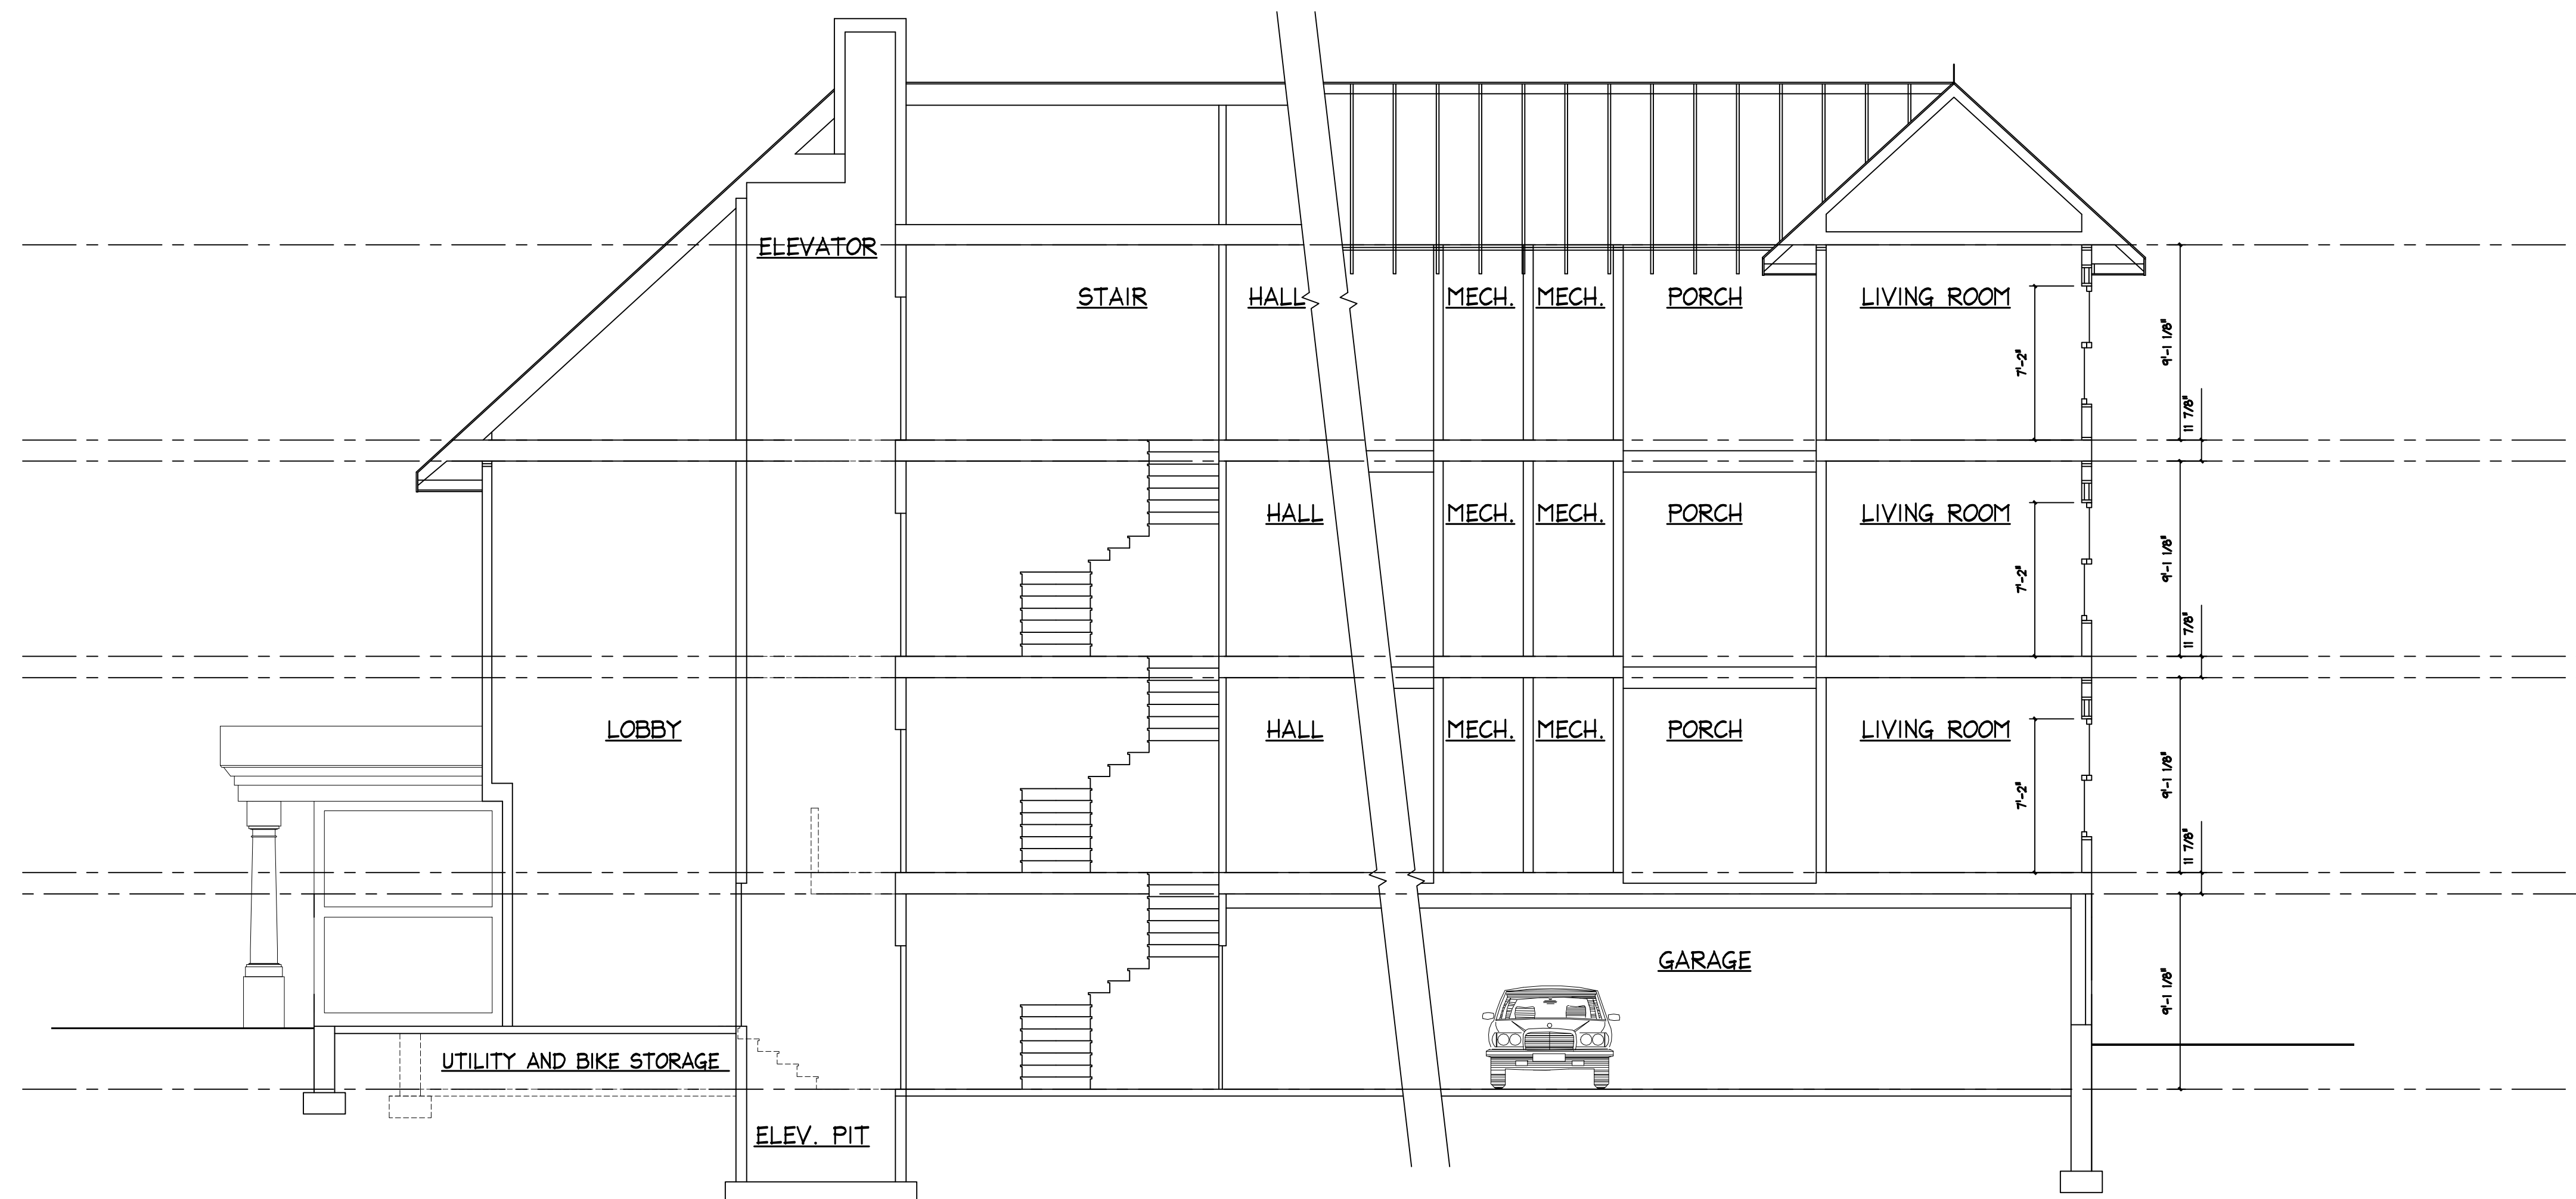 ELEVATOR
STAIR
HALL
MECH.
MECH.
PORCH
LIVING ROOM
7'-2"
9'-1 1/8"
11 7/8"
HALL
MECH.
MECH.
PORCH
LIVING ROOM
7'-2"
9'-1 1/8"
11 7/8"
LOBBY
HALL
MECH.
MECH.
PORCH
LIVING ROOM
7'-2"
9'-1 1/8"
11 7/8"
GARAGE
9'-1 1/8"
UTILITY AND BIKE STORAGE
ELEV. PIT